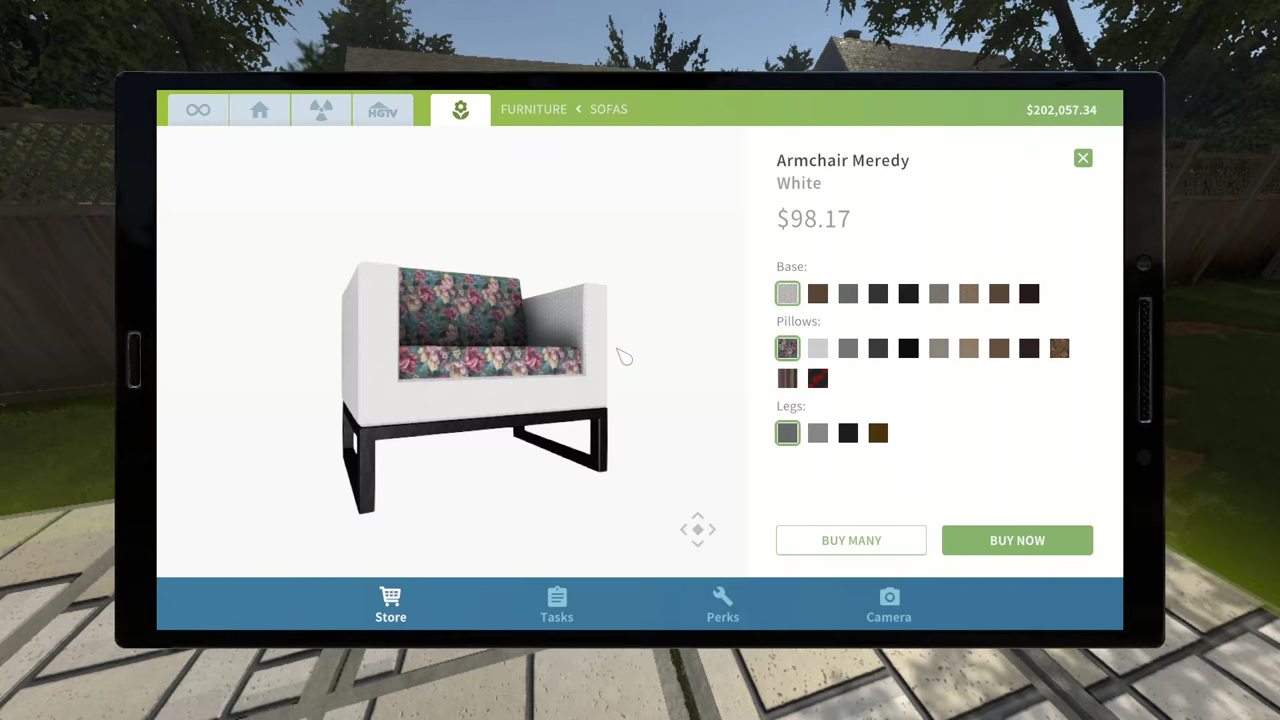 HGTV
FURNITURE < SOFAS
$202,057.34
Armchair Meredy
White
$98.17
Base:
Pillows:
Legs:
BUY MANY
BUY NOW
Store
Tasks
Perks
Camera